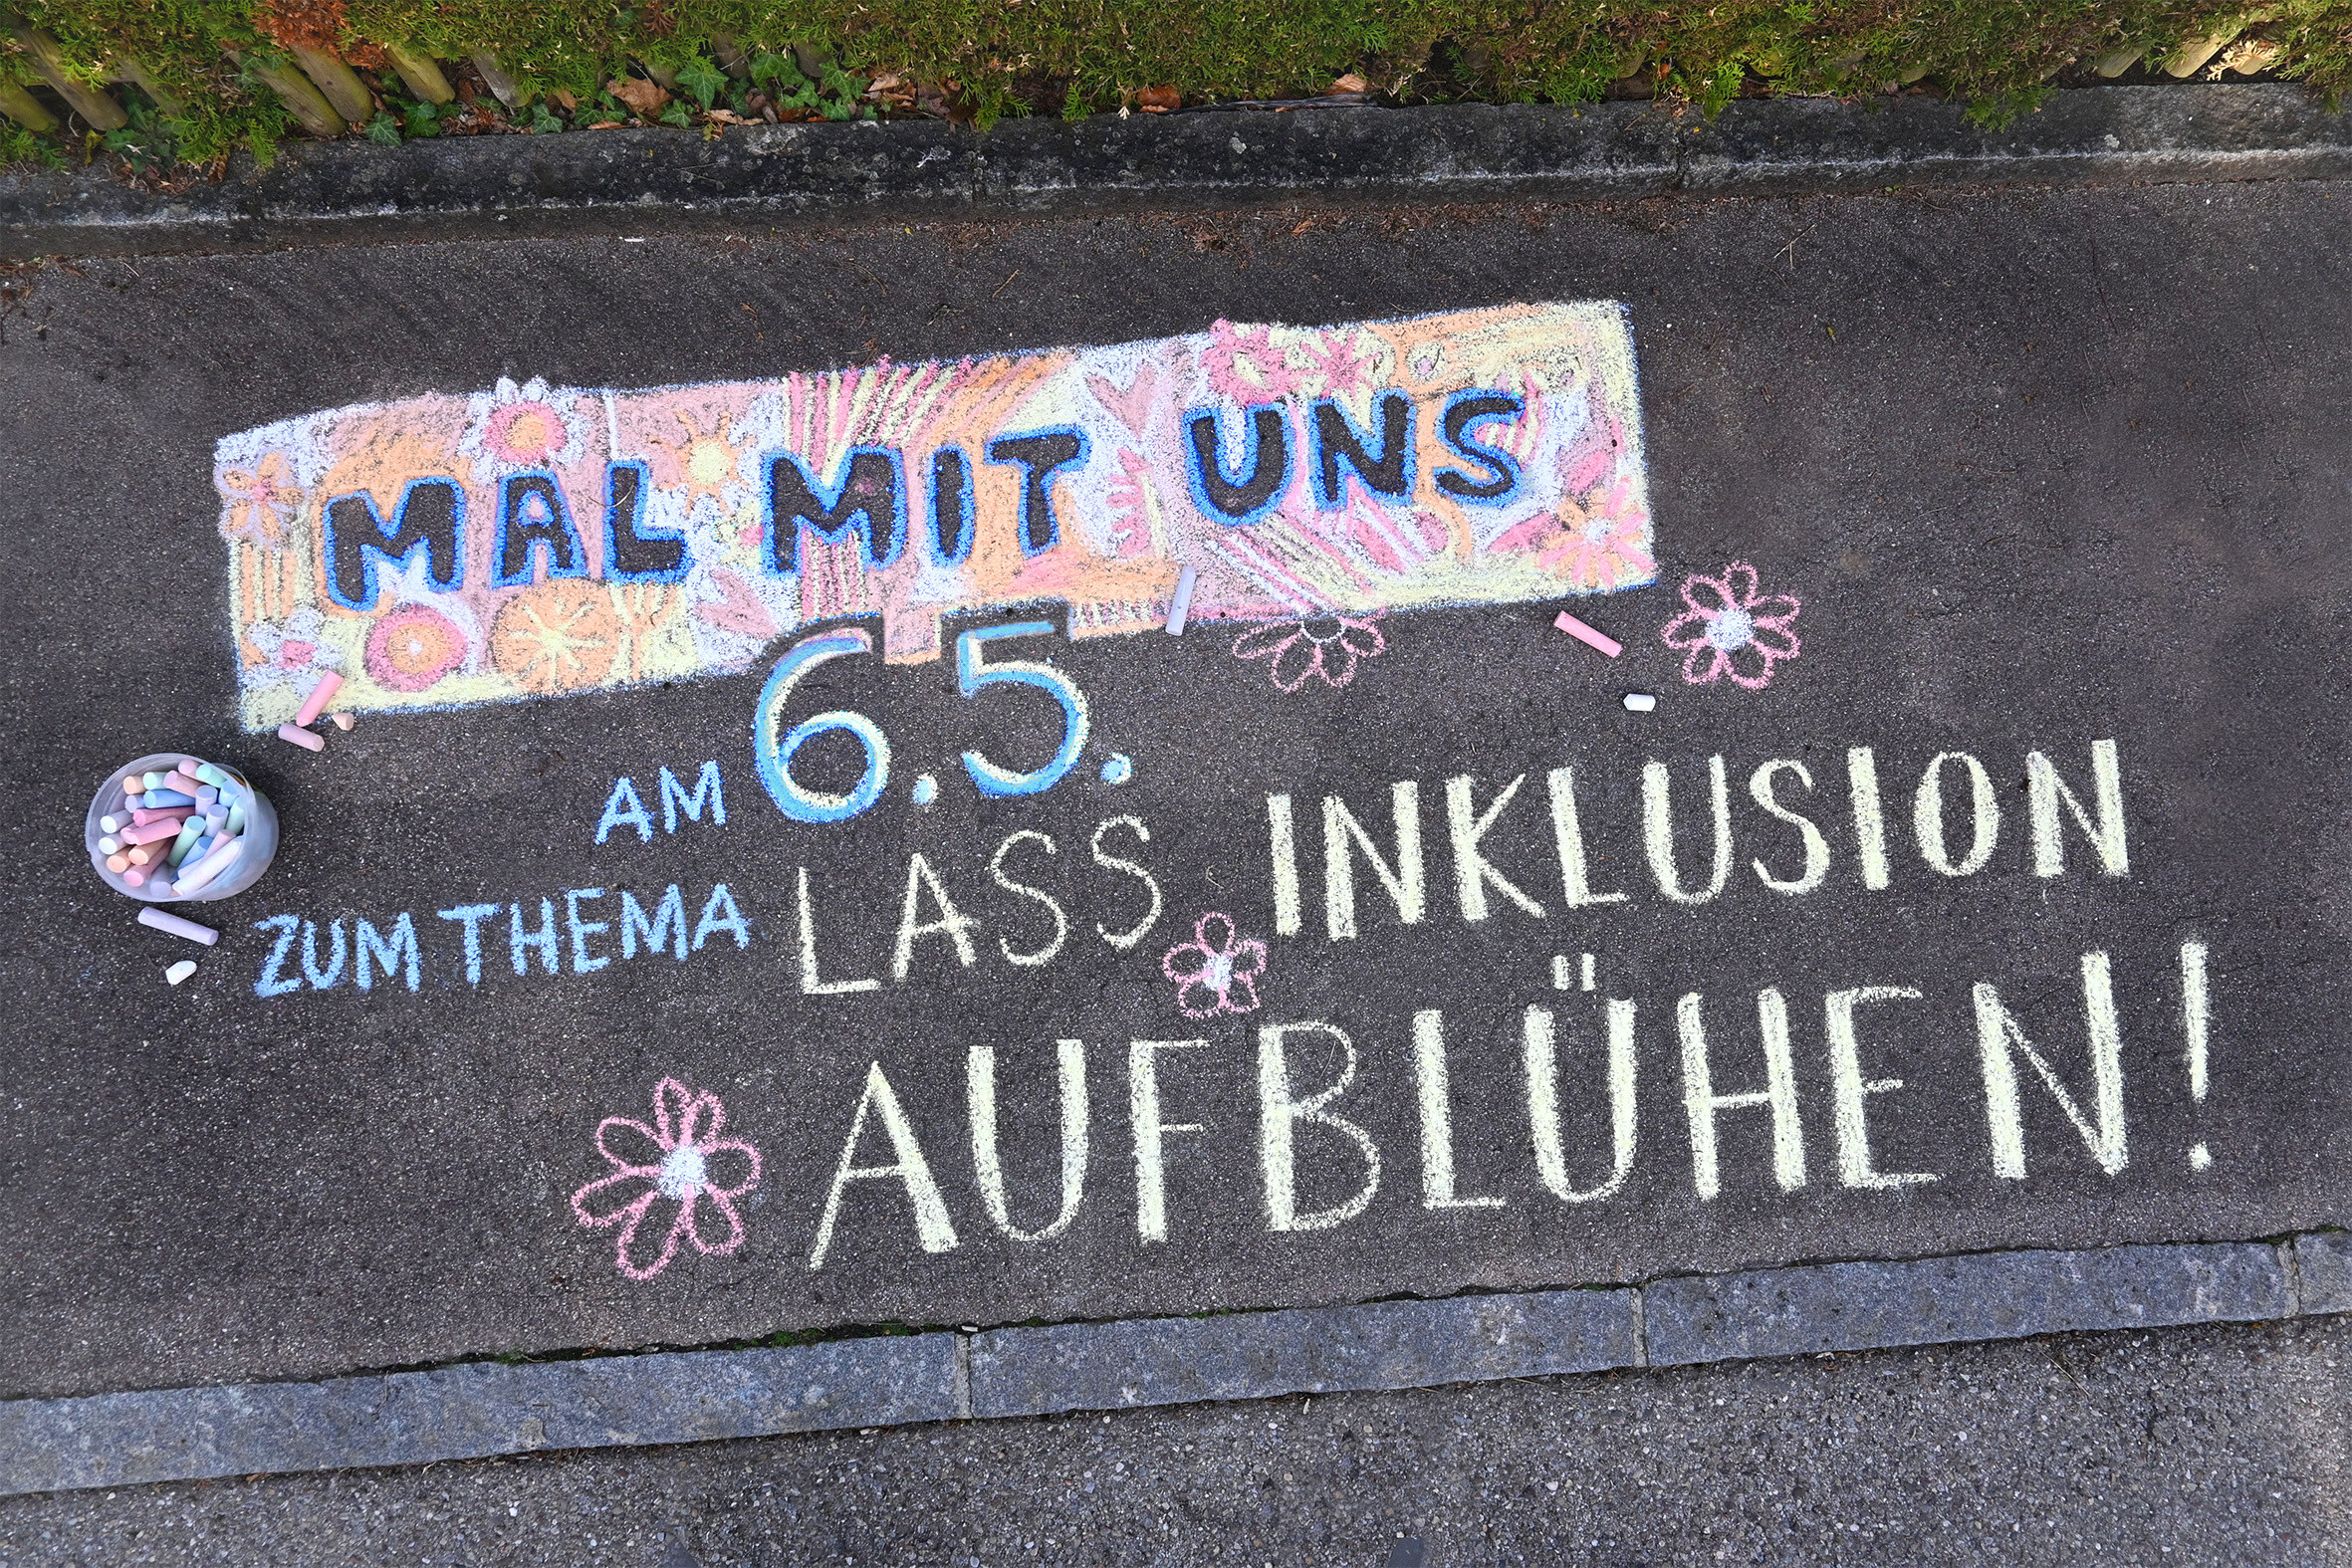 MAL MIT UNS
AM 6.5.
ZUM THEMA LASS INKLUSION
AUFBLÜHEN!